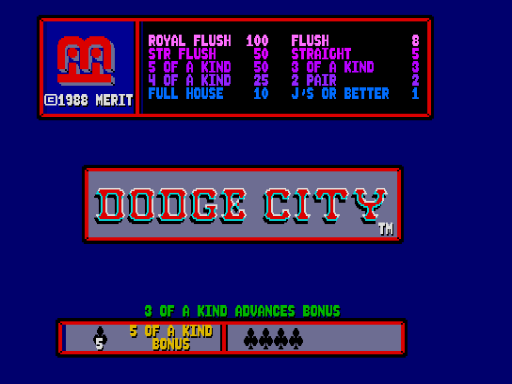 ROYAL FLUSH 100 FLUSH 8
STR FLUSH 50 STRAIGHT 5
5 OF A KIND 50 3 OF A KIND 3
4 OF A KIND 25 2 PAIR 2
FULL HOUSE 10 J'S OR BETTER 1
M
©1988 MERIT
DODGE CITY
TM
3 OF A KIND ADVANCES BONUS
5 OF A KIND
BONUS
5